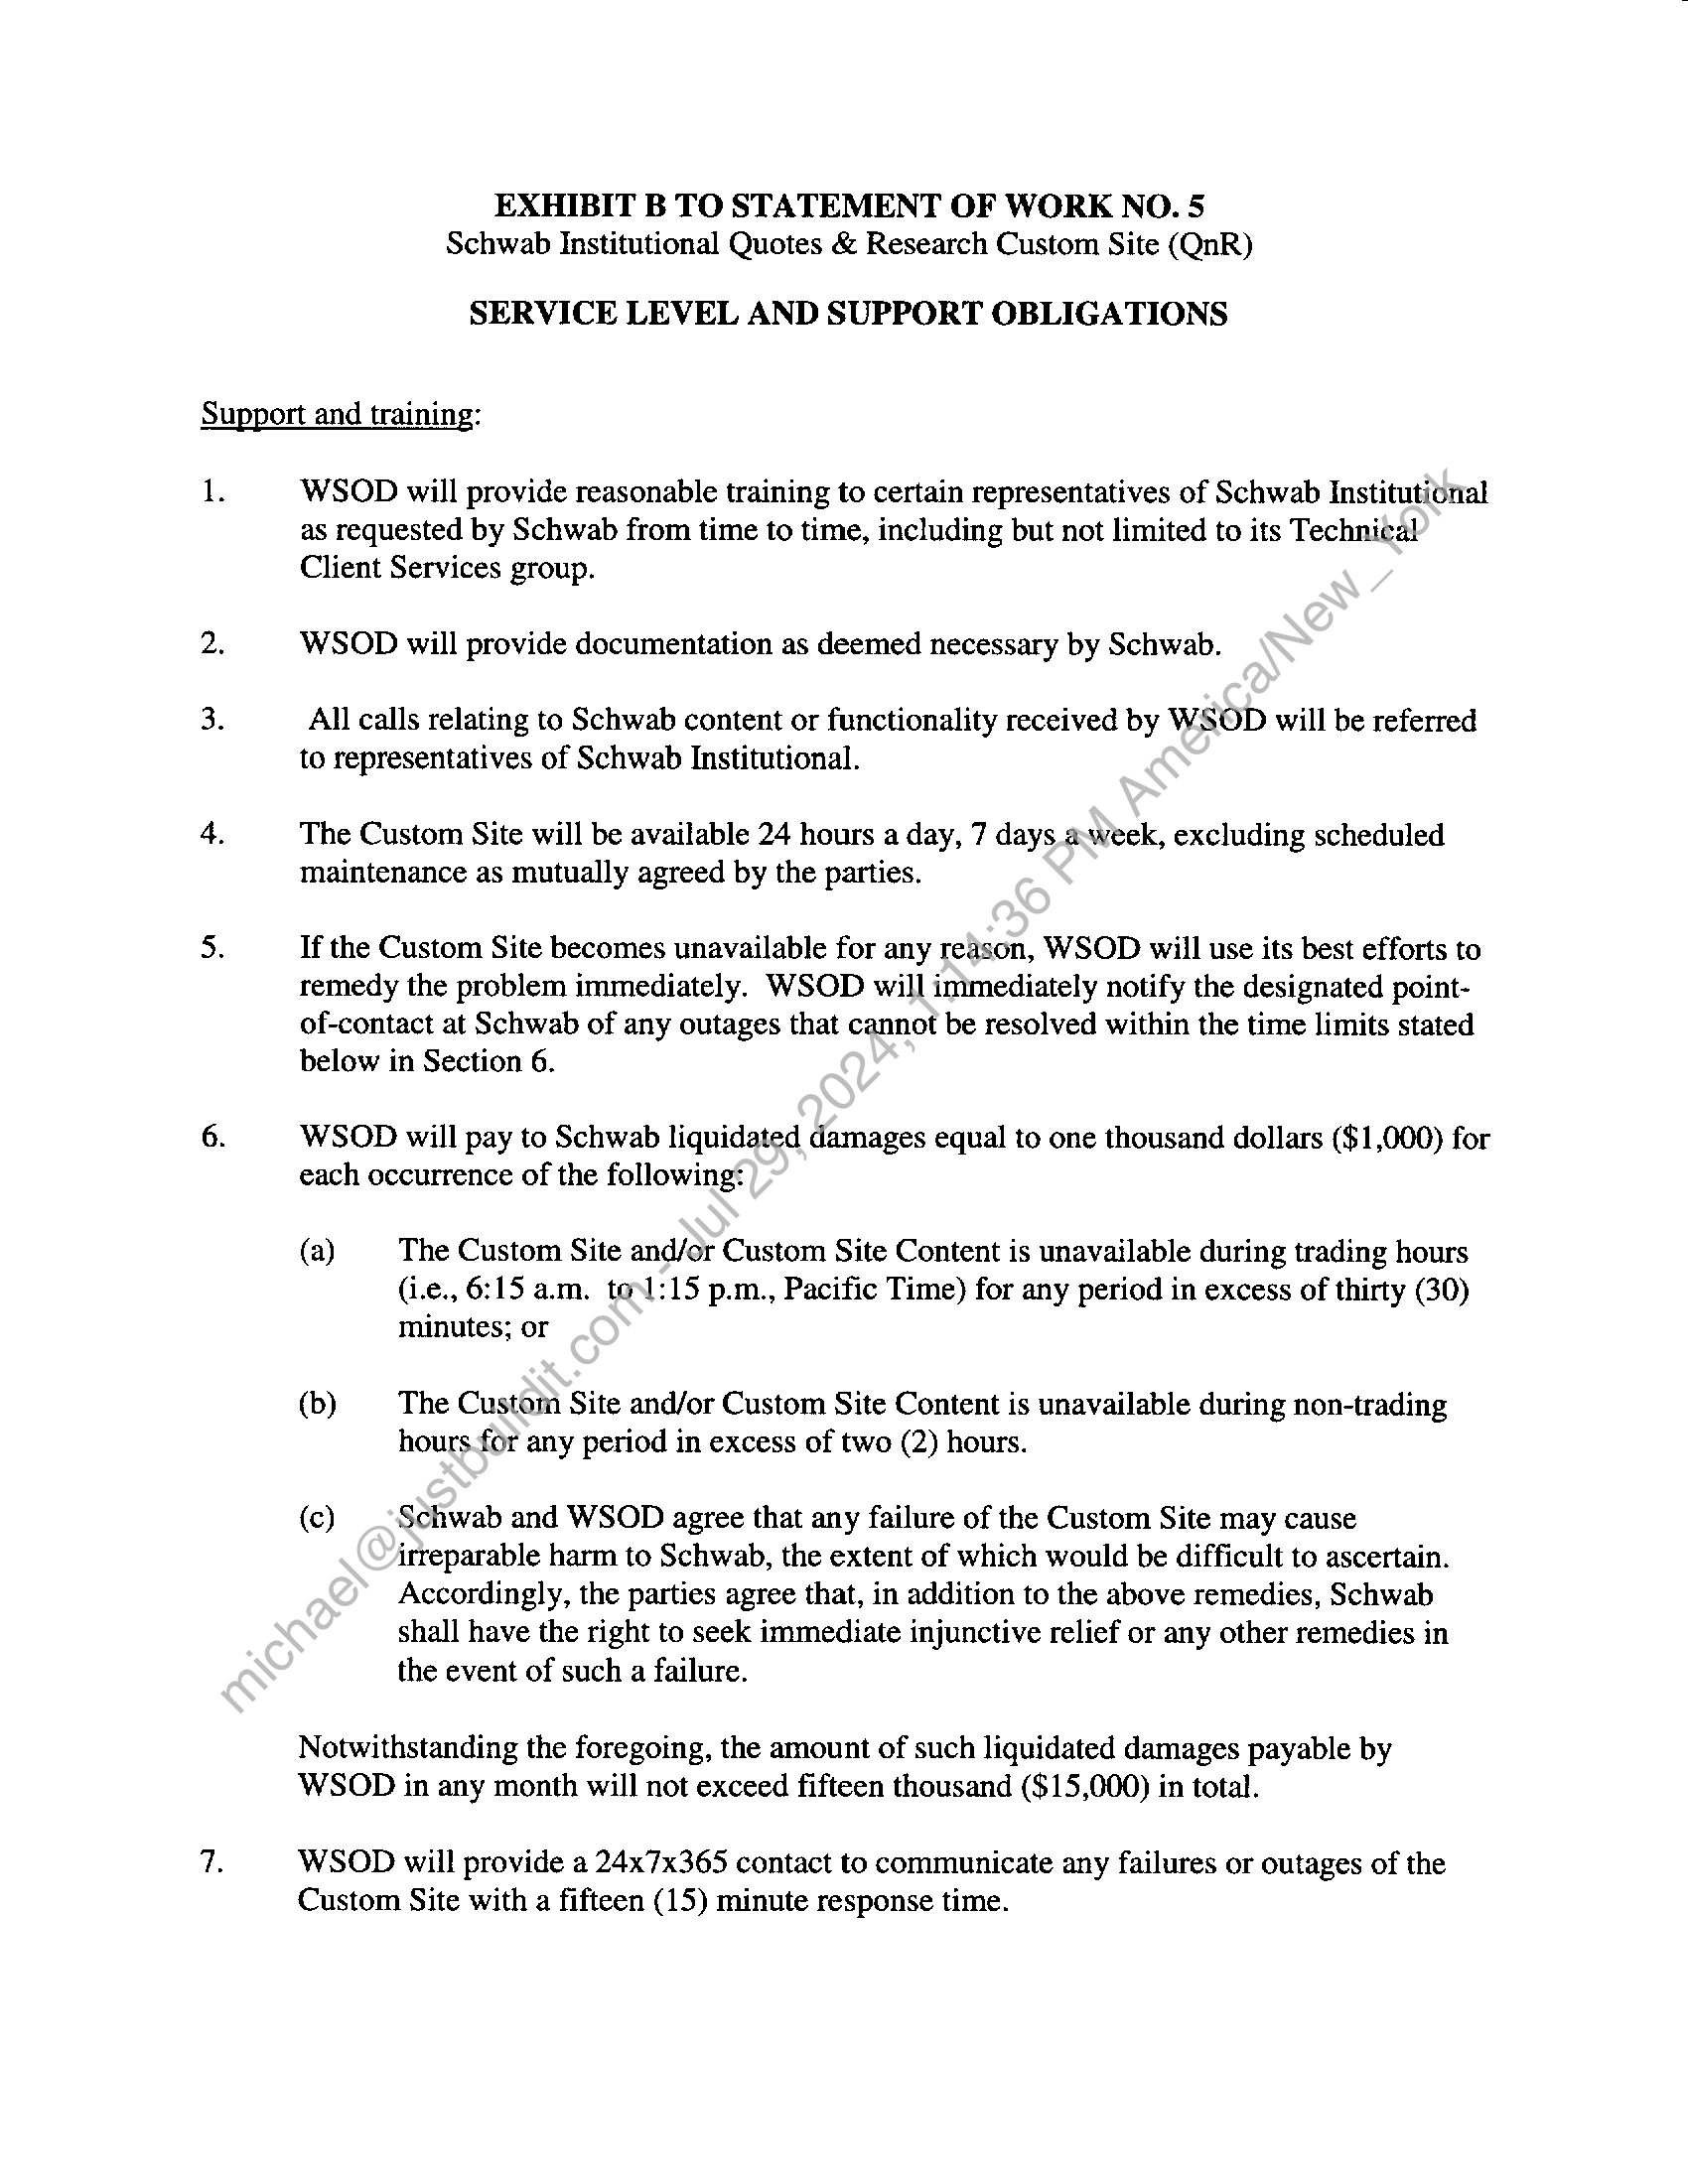 EXHIBIT B TO STATEMENT OF WORK NO. 5
Schwab Institutional Quotes & Research Custom Site (QnR)
SERVICE LEVEL AND SUPPORT OBLIGATIONS
Support and training:
1. WSOD will provide reasonable training to certain representatives of Schwab Institutional
as requested by Schwab from time to time, including but not limited to its Technical
Client Services group.
2. WSOD will provide documentation as deemed necessary by Schwab.
3. All calls relating to Schwab content or functionality received by WSOD will be referred
to representatives of Schwab Institutional.
4. The Custom Site will be available 24 hours a day, 7 days a week, excluding scheduled
maintenance as mutually agreed by the parties.
5. If the Custom Site becomes unavailable for any reason, WSOD will use its best efforts to
remedy the problem immediately. WSOD will immediately notify the designated point-
of-contact at Schwab of any outages that cannot be resolved within the time limits stated
below in Section 6.
6. WSOD will pay to Schwab liquidated damages equal to one thousand dollars ($1,000) for
each occurrence of the following:
(a) The Custom Site and/or Custom Site Content is unavailable during trading hours
(i.e., 6:15 a.m. to 1:15 p.m., Pacific Time) for any period in excess of thirty (30)
minutes; or
(b) The Custom Site and/or Custom Site Content is unavailable during non-trading
hours for any period in excess of two (2) hours.
(c) Schwab and WSOD agree that any failure of the Custom Site may cause
irreparable harm to Schwab, the extent of which would be difficult to ascertain.
Accordingly, the parties agree that, in addition to the above remedies, Schwab
shall have the right to seek immediate injunctive relief or any other remedies in
the event of such a failure.
Notwithstanding the foregoing, the amount of such liquidated damages payable by
WSOD in any month will not exceed fifteen thousand ($15,000) in total.
7. WSOD will provide a 24x7x365 contact to communicate any failures or outages of the
Custom Site with a fifteen (15) minute response time.
michael@justbuildit.com - Jul 29, 2024, 1:14:36 PM America/New_York